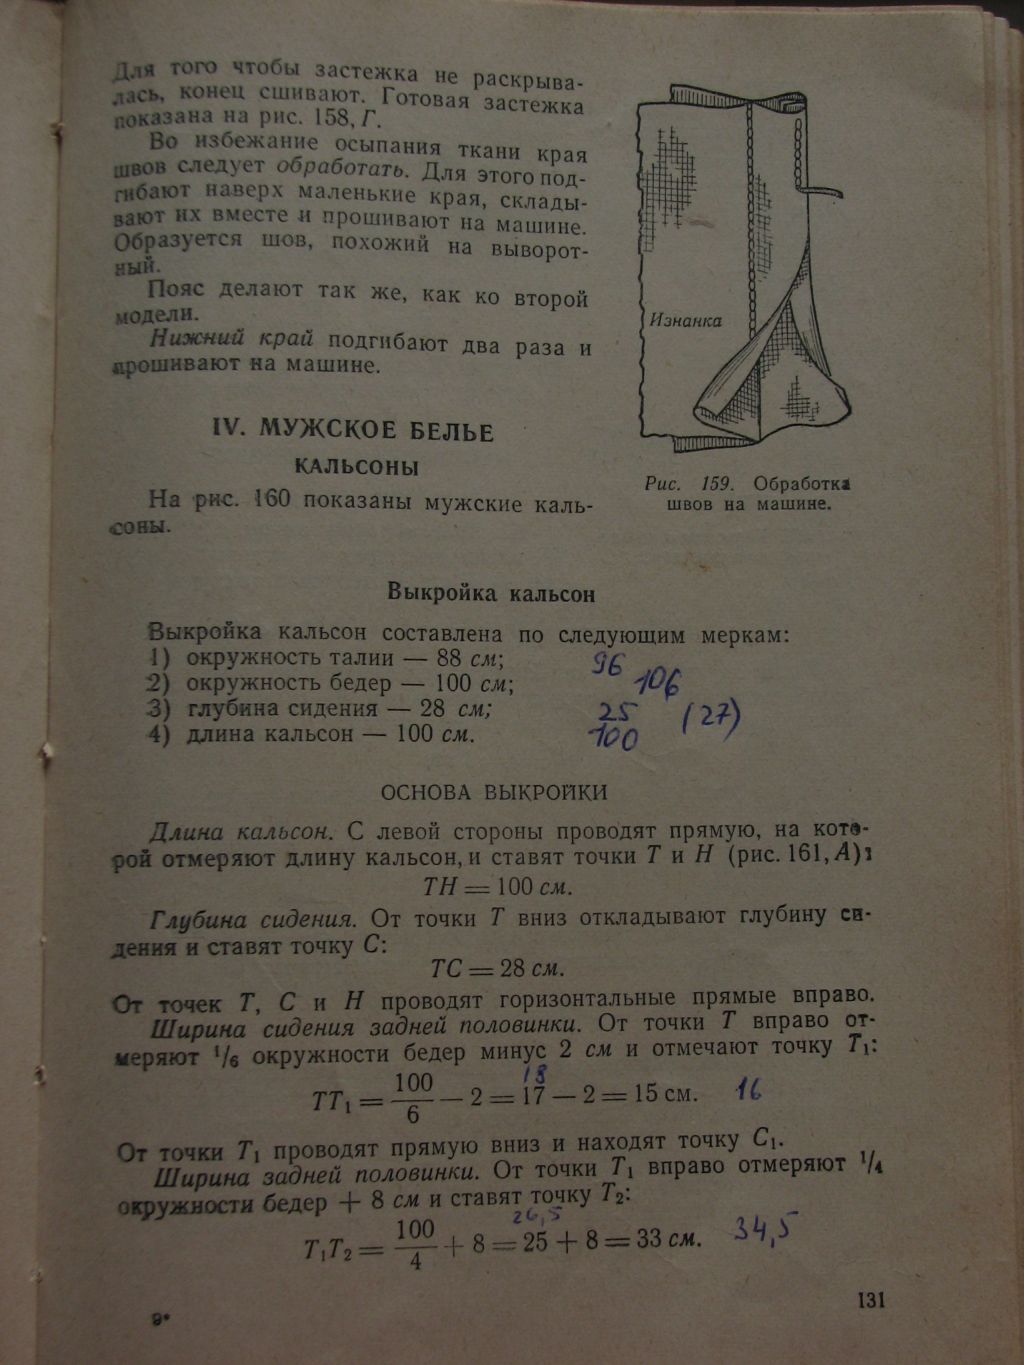 Для того чтобы застежка не раскрыва-
лась, конец сшивают. Готовая застежка
показана на рис. 158, Г.
Во избежание осыпания ткани края
швов следует обработать. Для этого под-
гибают наверх маленькие края, склады-
вают их вместе и прошивают на машине.
Образуется шов, похожий на выворот-
ный.
Пояс делают так же, как ко второй
модели.
Нижний край подгибают два раза и
прошивают на машине.
Изнанка
Рис. 159. Обработка
швов на машине.
IV. МУЖСКОЕ БЕЛЬЕ
КАЛЬСОНЫ
На рис. 160 показаны мужские каль-
соны.
Выкройка кальсон
Выкройка кальсон составлена по следующим меркам:
1) окружность талии — 88 см; 96
2) окружность бедер — 100 см; 106
3) глубина сидения — 28 см; 25 (27)
4) длина кальсон — 100 см. 100
ОСНОВА ВЫКРОЙКИ
Длина кальсон. С левой стороны проводят прямую, на кото-
рой отмеряют длину кальсон, и ставят точки Т и Н (рис. 161, А):
ТН = 100 см.
Глубина сидения. От точки Т вниз откладывают глубину си-
дения и ставят точку С:
ТС = 28 см.
От точек Т, С и Н проводят горизонтальные прямые вправо.
Ширина сидения задней половинки. От точки Т вправо от-
меряют 1/6 окружности бедер минус 2 см и отмечают точку Т₁:
18
ТТ₁ = 100/6 — 2 = 17 — 2 = 15 см. 16
От точки Т₁ проводят прямую вниз и находят точку С₁.
Ширина задней половинки. От точки Т₁ вправо отмеряют 1/4
окружности бедер + 8 см и ставят точку Т₂:
26,5
Т₁Т₂ = 100/4 + 8 = 25 + 8 = 33 см. 34,5
131
9*